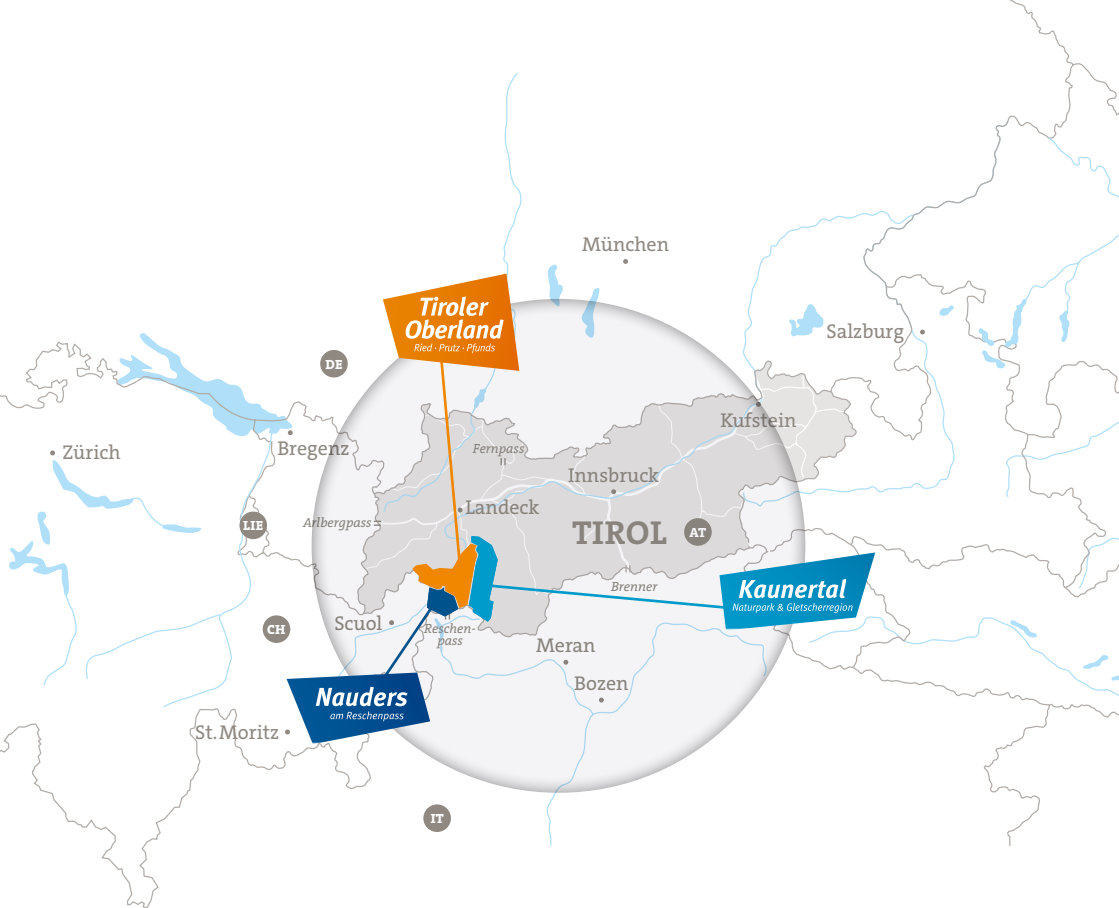 München
Tiroler
Oberland
Ried · Prutz · Pfunds
Salzburg
DE
Kufstein
Zürich
Bregenz
Fernpass
Innsbruck
Landeck
Arlbergpass
LIE
TIROL
AT
Brenner
Kaunertal
Naturpark & Gletscherregion
CH
Scuol
Reschen-
pass
Meran
Bozen
Nauders
am Reschenpass
St. Moritz
IT